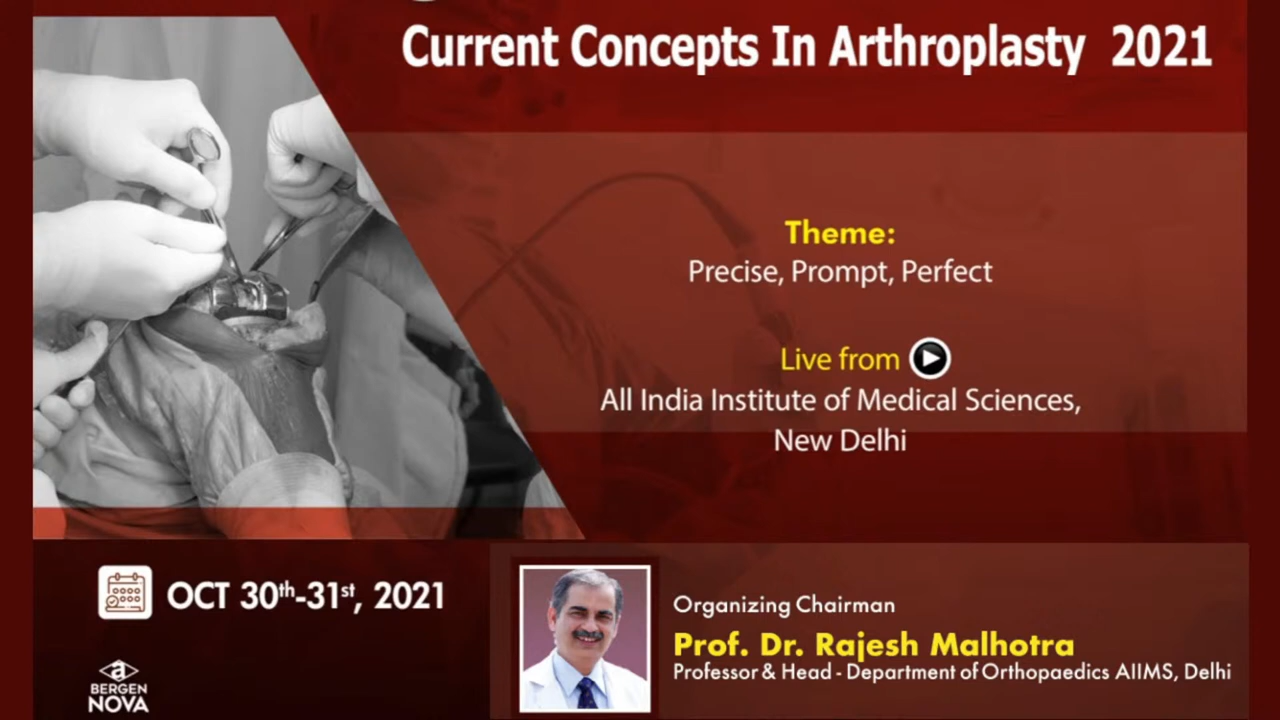 Current Concepts In Arthroplasty 2021
Theme:
Precise, Prompt, Perfect
Live from
All India Institute of Medical Sciences,
New Delhi
OCT 30th-31st, 2021
BERGEN
NOVA
Organizing Chairman
Prof. Dr. Rajesh Malhotra
Professor & Head - Department of Orthopaedics AIIMS, Delhi